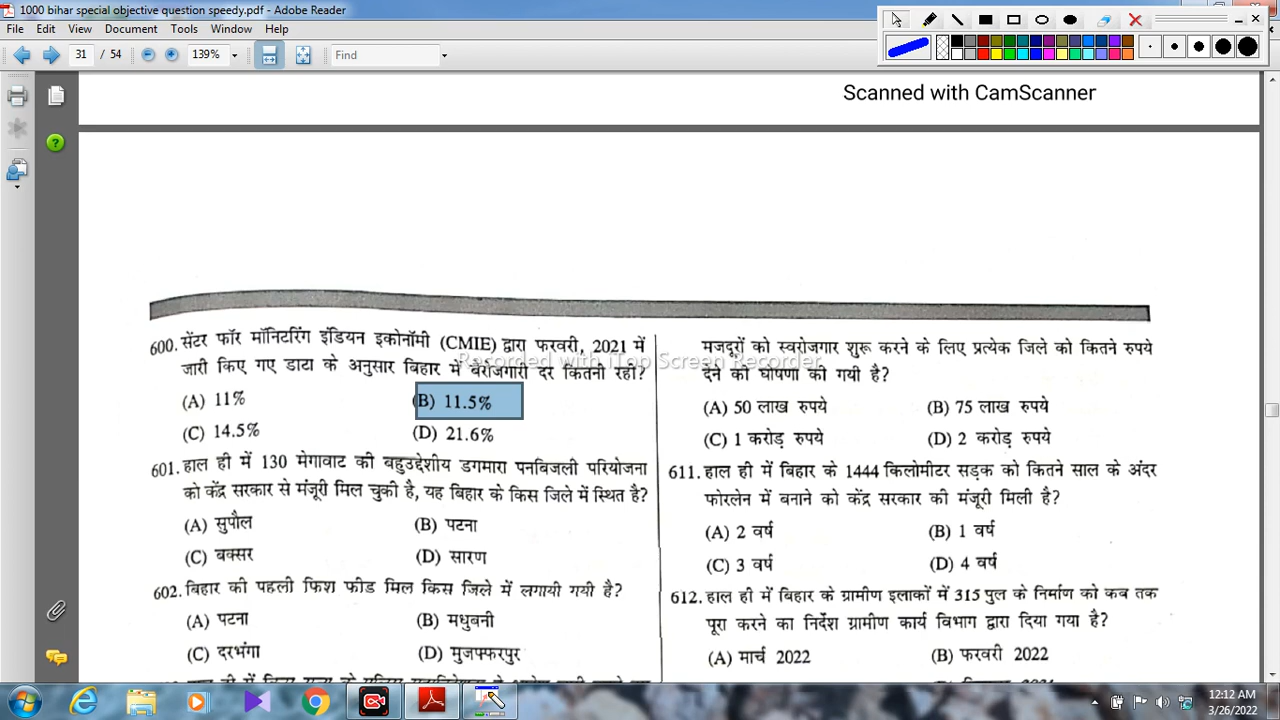 1000 bihar special objective question speedy.pdf - Adobe Reader
File Edit View Document Tools Window Help
31 / 54 139% Find
Scanned with CamScanner
Recorded with iTop Screen Recorder
600. सेंटर फॉर मॉनिटरिंग इंडियन इकोनॉमी (CMIE) द्वारा फरवरी, 2021 में
जारी किए गए डाटा के अनुसार बिहार में बेरोजगारी दर कितनी रही?
(A) 11% (B) 11.5%
(C) 14.5% (D) 21.6%
601. हाल ही में 130 मेगावाट की बहुउद्देशीय डगमारा पनबिजली परियोजना
को केंद्र सरकार से मंजूरी मिल चुकी है, यह बिहार के किस जिले में स्थित है?
(A) सुपौल (B) पटना
(C) बक्सर (D) सारण
602. बिहार की पहली फिश फीड मिल किस जिले में लगायी गयी है?
(A) पटना (B) मधुबनी
(C) दरभंगा (D) मुजफ्फरपुर
मजदूरों को स्वरोजगार शुरू करने के लिए प्रत्येक जिले को कितने रुपये
देने की घोषणा की गयी है?
(A) 50 लाख रुपये (B) 75 लाख रुपये
(C) 1 करोड़ रुपये (D) 2 करोड़ रुपये
611. हाल ही में बिहार के 1444 किलोमीटर सड़क को कितने साल के अंदर
फोरलेन में बनाने को केंद्र सरकार की मंजूरी मिली है?
(A) 2 वर्ष (B) 1 वर्ष
(C) 3 वर्ष (D) 4 वर्ष
612. हाल ही में बिहार के ग्रामीण इलाकों में 315 पुल के निर्माण को कब तक
पूरा करने का निर्देश ग्रामीण कार्य विभाग द्वारा दिया गया है?
(A) मार्च 2022 (B) फरवरी 2022
12:12 AM
3/26/2022